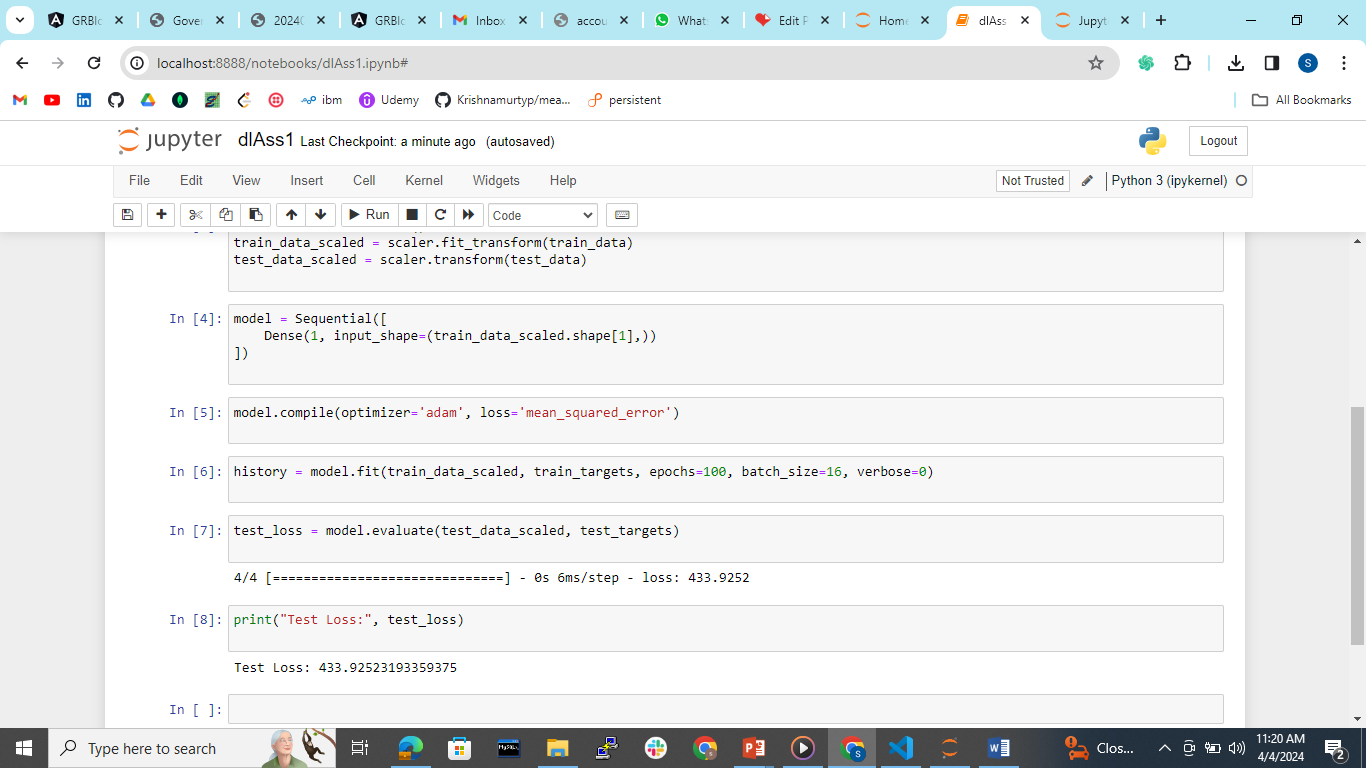 GRBlc
Gove
2024(
GRBlc
Inbox
accou
What:
Edit F
Hom
dlAss
Jupyt
localhost:8888/notebooks/dlAss1.ipynb#
S
ibm
Udemy
Krishnamurtyp/mea...
persistent
All Bookmarks
jupyter
dlAss1 Last Checkpoint: a minute ago (autosaved)
Logout
File Edit View Insert Cell Kernel Widgets Help
Not Trusted
Python 3 (ipykernel)
Run
Code
train_data_scaled = scaler.fit_transform(train_data)
test_data_scaled = scaler.transform(test_data)
In [4]: model = Sequential([
Dense(1, input_shape=(train_data_scaled.shape[1],))
])
In [5]: model.compile(optimizer='adam', loss='mean_squared_error')
In [6]: history = model.fit(train_data_scaled, train_targets, epochs=100, batch_size=16, verbose=0)
In [7]: test_loss = model.evaluate(test_data_scaled, test_targets)
4/4 [==============================] - 0s 6ms/step - loss: 433.9252
In [8]: print("Test Loss:", test_loss)
Test Loss: 433.92523193359375
In [ ]:
Type here to search
MySQL
S
Clos...
11:20 AM
4/4/2024
2